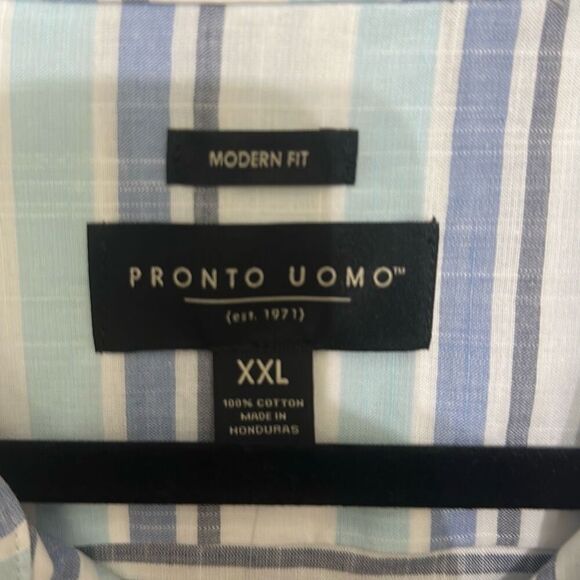 MODERN FIT
PRONTO UOMO™
(est. 1971)
XXL
100% COTTON
MADE IN
HONDURAS